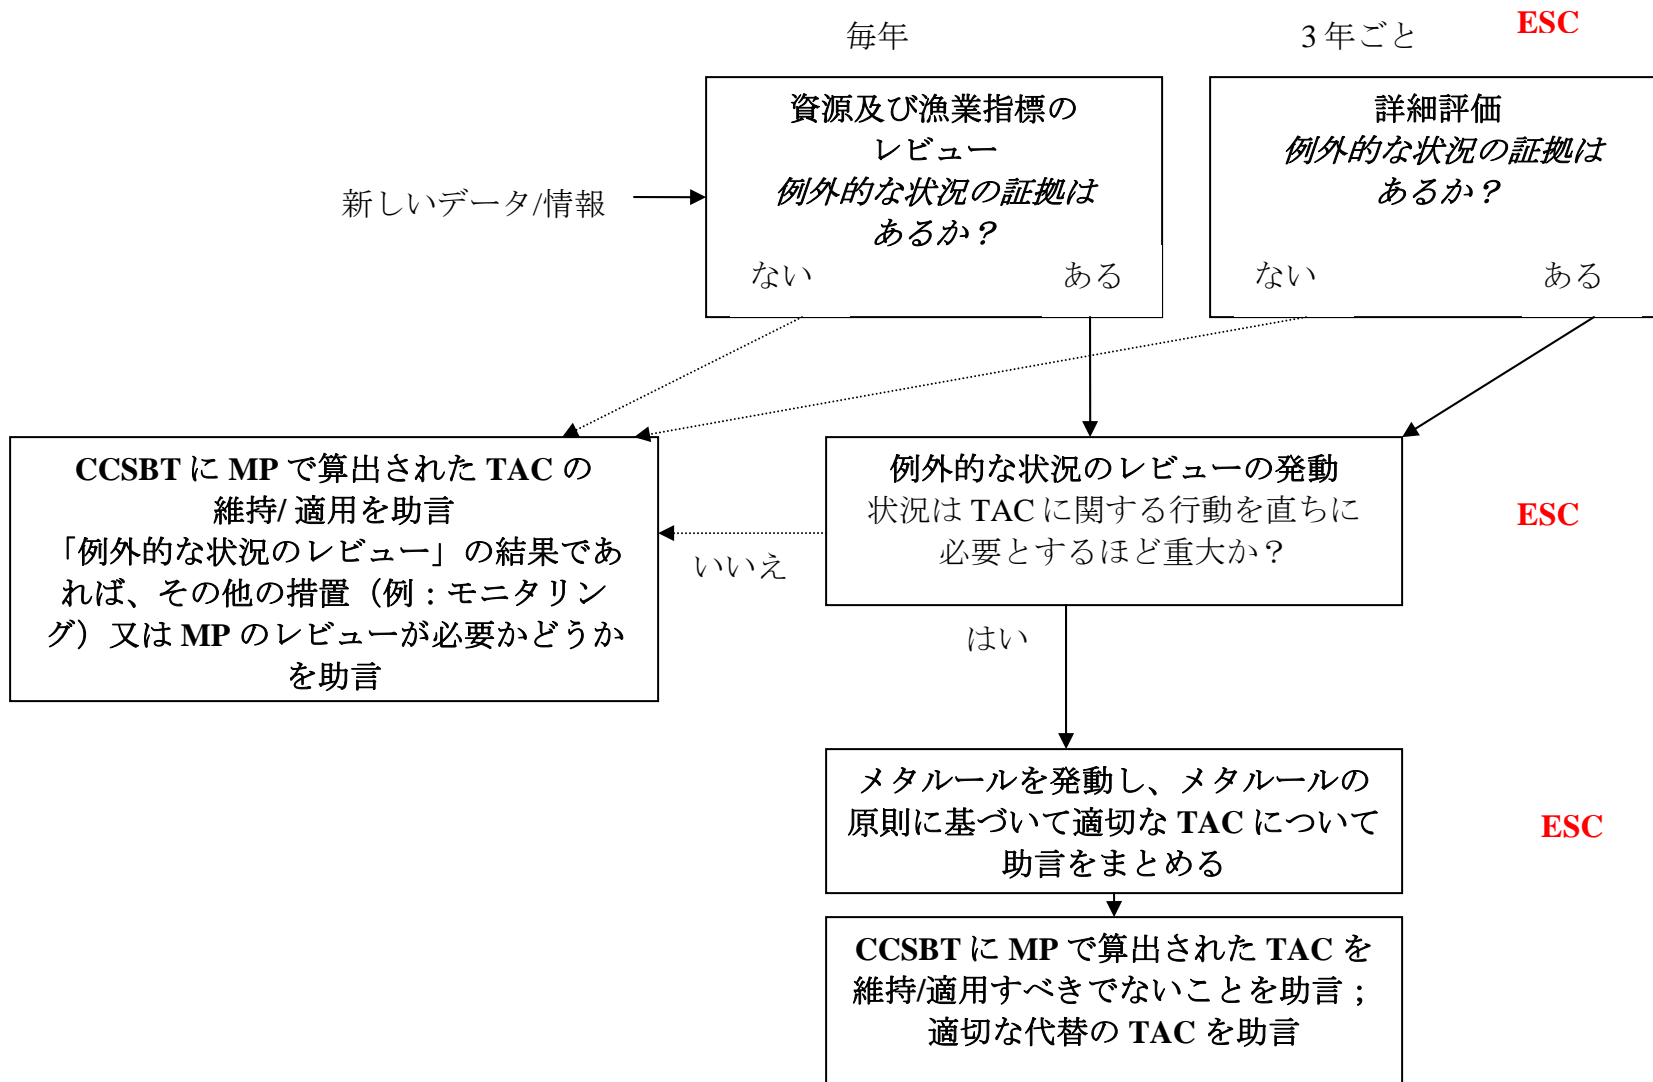 毎年
3年ごと
ESC
資源及び漁業指標の
レビュー
例外的な状況の証拠は
あるか？
ない
ある
詳細評価
例外的な状況の証拠は
あるか？
ない
ある
新しいデータ/情報
CCSBTにMPで算出されたTACの
維持/適用を助言
「例外的な状況のレビュー」の結果であ
れば、その他の措置（例：モニタリン
グ）又はMPのレビューが必要かどうか
を助言
いいえ
例外的な状況のレビューの発動
状況はTACに関する行動を直ちに
必要とするほど重大か？
ESC
はい
メタルールを発動し、メタルールの
原則に基づいて適切なTACについて
助言をまとめる
ESC
CCSBTにMPで算出されたTACを
維持/適用すべきでないことを助言；
適切な代替のTACを助言